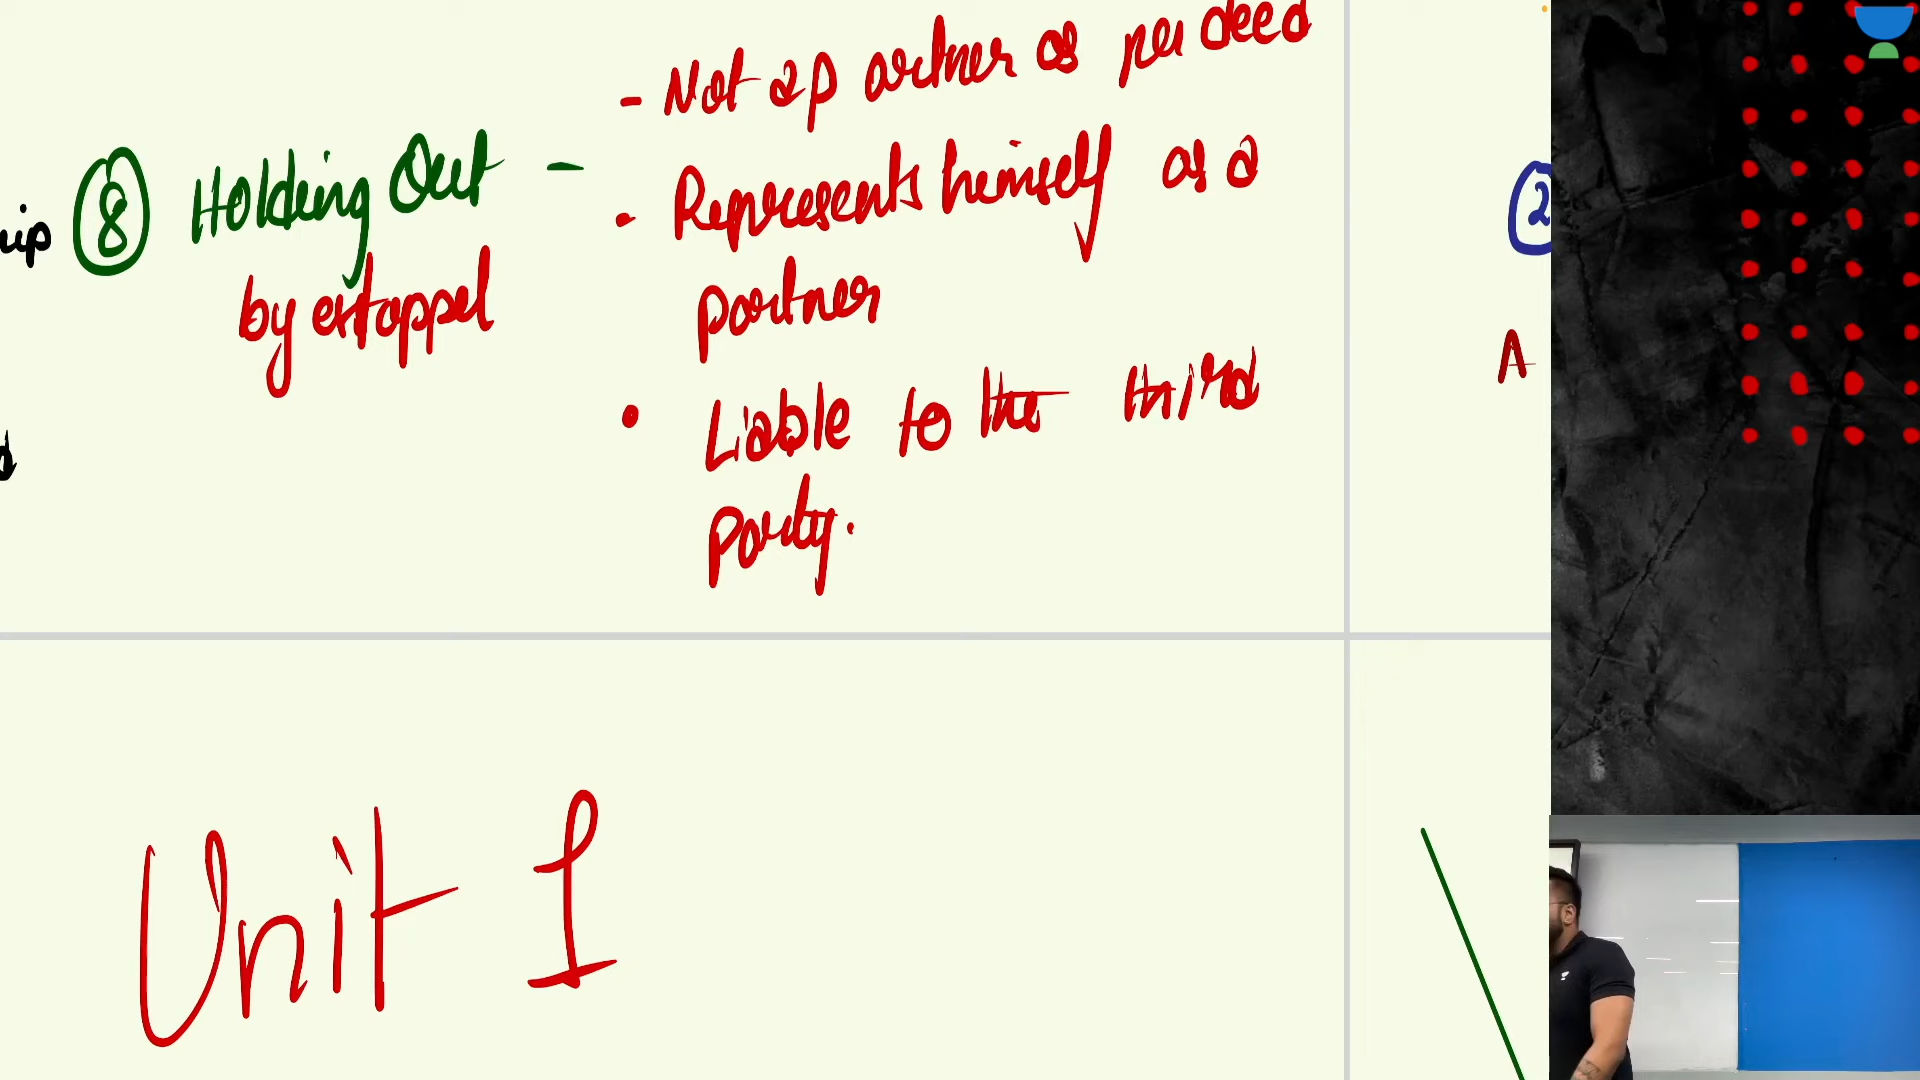 - Not a partner as per deed
ip ⑧ Holding Out -
by estoppel
• Represents himself as a
partner
• Liable to the third
party.
②
A
d
Unit I